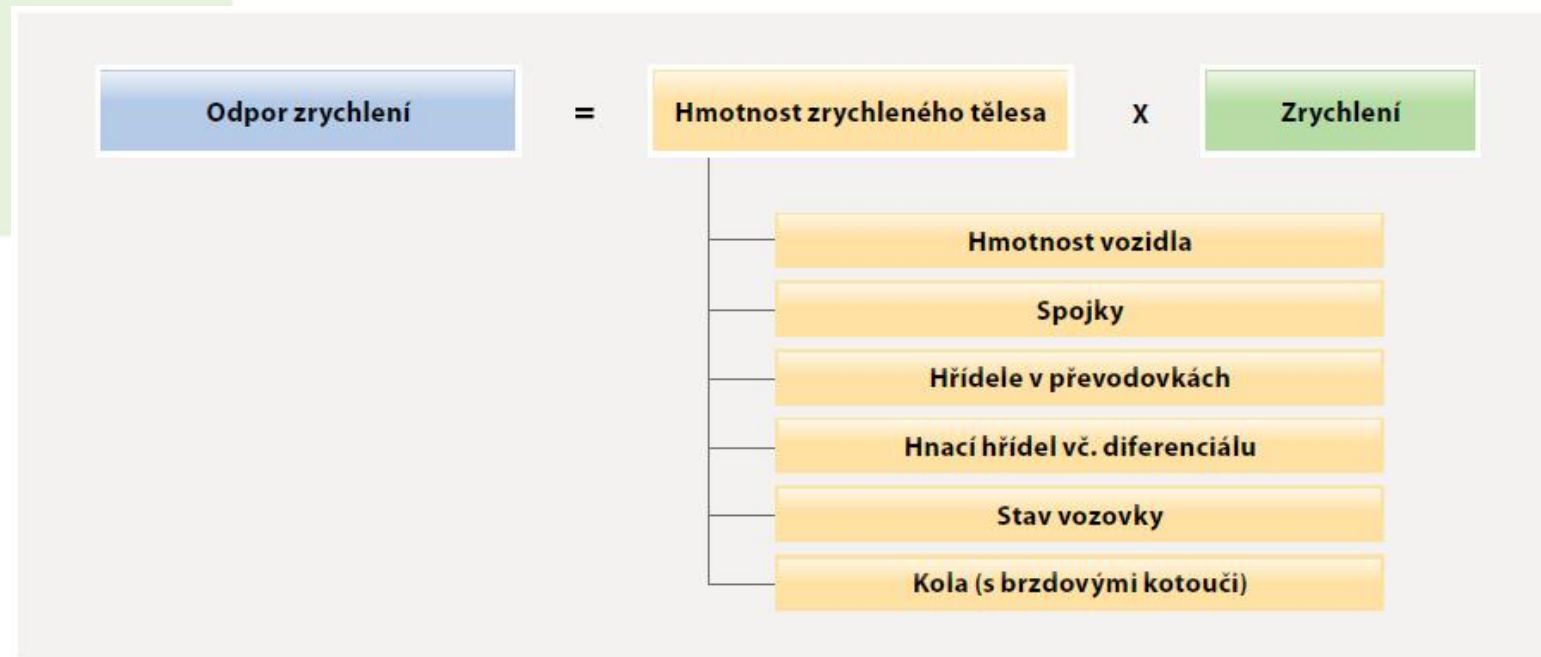 Odpor zrychlení = Hmotnost zrychleného tělesa x Zrychlení
Hmotnost vozidla
Spojky
Hřídele v převodovkách
Hnací hřídel vč. diferenciálu
Stav vozovky
Kola (s brzdovými kotouči)